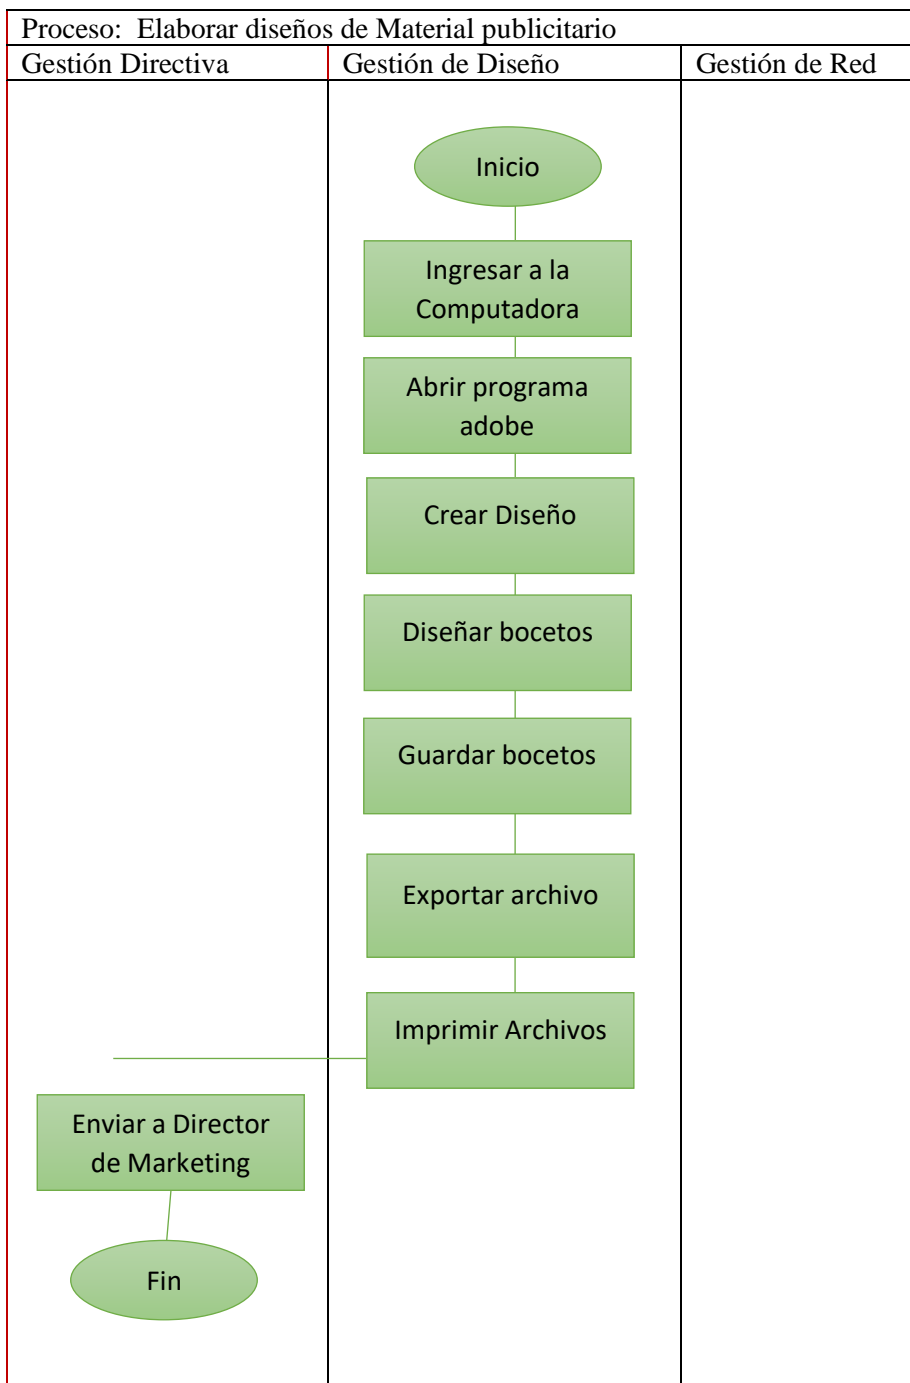 Proceso:  Elaborar diseños de Material publicitario
Gestión Directiva
Gestión de Diseño
Gestión de Red
Inicio
Ingresar a la
Computadora
Abrir programa
adobe
Crear Diseño
Diseñar bocetos
Guardar bocetos
Exportar archivo
Imprimir Archivos
Enviar a Director
de Marketing
Fin